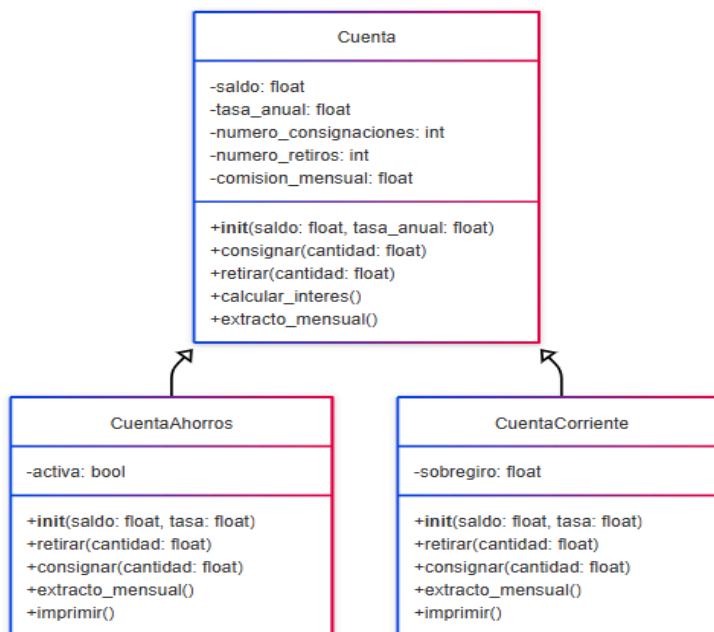 Cuenta
-saldo: float
-tasa_anual: float
-numero_consignaciones: int
-numero_retiros: int
-comision_mensual: float
+init(saldo: float, tasa_anual: float)
+consignar(cantidad: float)
+retirar(cantidad: float)
+calcular_interes()
+extracto_mensual()
CuentaAhorros
-activa: bool
+init(saldo: float, tasa: float)
+retirar(cantidad: float)
+consignar(cantidad: float)
+extracto_mensual()
+imprimir()
CuentaCorriente
-sobregiro: float
+init(saldo: float, tasa: float)
+retirar(cantidad: float)
+consignar(cantidad: float)
+extracto_mensual()
+imprimir()